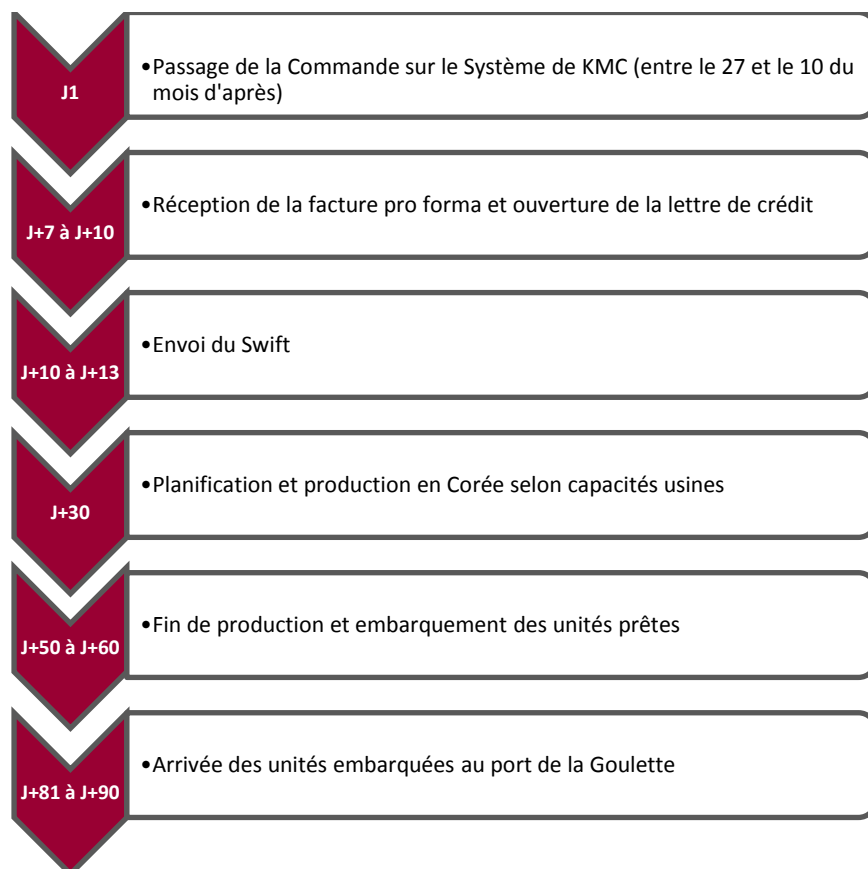 J1
•Passage de la Commande sur le Système de KMC (entre le 27 et le 10 du
mois d'après)
J+7 à J+10
•Réception de la facture pro forma et ouverture de la lettre de crédit
J+10 à J+13
•Envoi du Swift
J+30
•Planification et production en Corée selon capacités usines
J+50 à J+60
•Fin de production et embarquement des unités prêtes
J+81 à J+90
•Arrivée des unités embarquées au port de la Goulette